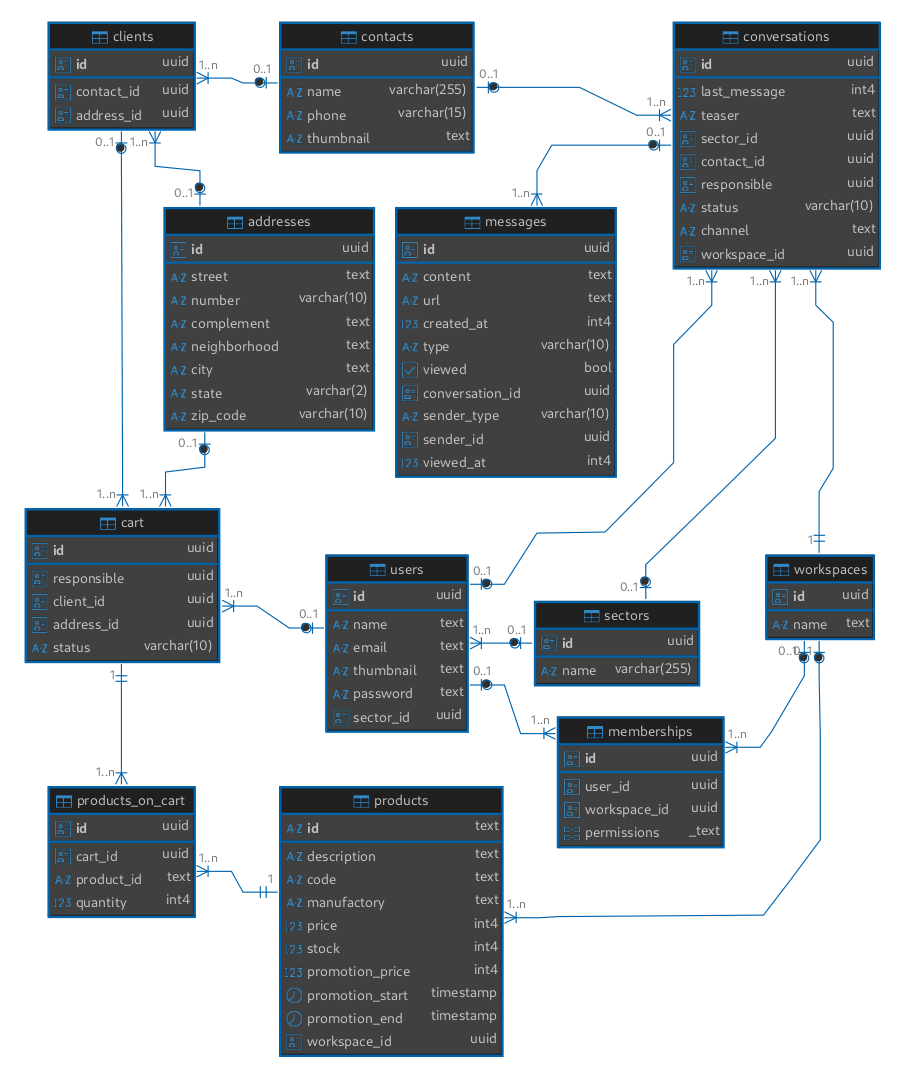 clients
id uuid
contact_id uuid
address_id uuid
contacts
id uuid
A-Z name varchar(255)
A-Z phone varchar(15)
A-Z thumbnail text
conversations
id uuid
123 last_message int4
A-Z teaser text
sector_id uuid
contact_id uuid
responsible uuid
A-Z status varchar(10)
A-Z channel text
workspace_id uuid
1..n
0..1
0..1
1..n
0..1
1..n
0..1
1..n
0..1
1..n
addresses
id uuid
A-Z street text
A-Z number varchar(10)
A-Z complement text
A-Z neighborhood text
A-Z city text
A-Z state varchar(2)
A-Z zip_code varchar(10)
messages
id uuid
A-Z content text
A-Z url text
123 created_at int4
A-Z type varchar(10)
viewed bool
conversation_id uuid
A-Z sender_type varchar(10)
sender_id uuid
123 viewed_at int4
1..n
1..n
1..n
0..1
1..n
1..n
cart
id uuid
responsible uuid
client_id uuid
address_id uuid
A-Z status varchar(10)
1..n
0..1
users
id uuid
A-Z name text
A-Z email text
A-Z thumbnail text
A-Z password text
sector_id uuid
0..1
1..n
0..1
0..1
0..1
sectors
id uuid
A-Z name varchar(255)
1
workspaces
id uuid
A-Z name text
0..1
0..1
1..n
1..n
memberships
id uuid
user_id uuid
workspace_id uuid
permissions _text
1
1..n
products_on_cart
id uuid
cart_id uuid
A-Z product_id text
123 quantity int4
1..n
1
products
A-Z id text
A-Z description text
A-Z code text
A-Z manufactory text
123 price int4
123 stock int4
123 promotion_price int4
promotion_start timestamp
promotion_end timestamp
workspace_id uuid
1..n